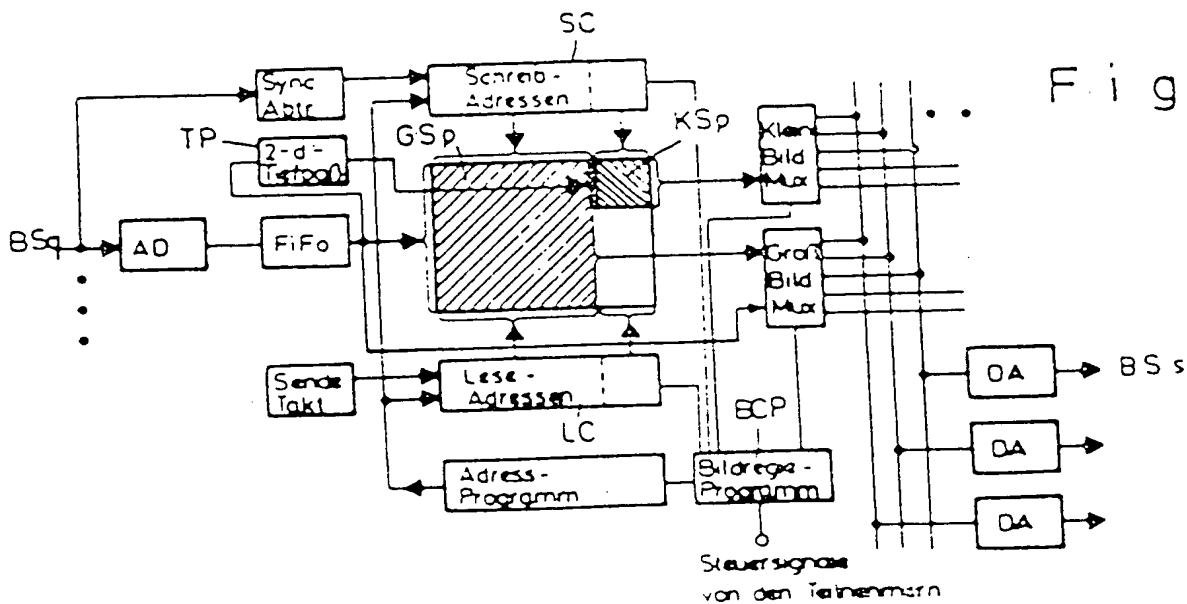 SC
Fig
Sync
Abtr.
Schreib-
Adressen
KSp
TP
GSp
2-d-
Tiefpaß
Klein
Bild
Mux
BSq
AD
FiFo
Groß
Bild
Mux
Sende
Takt
Lese-
Adressen
LC
BCP
DA
BSs
Adress-
Programm
Bildregie-
Programm
DA
DA
Steuersignale
von den Teilnehmern